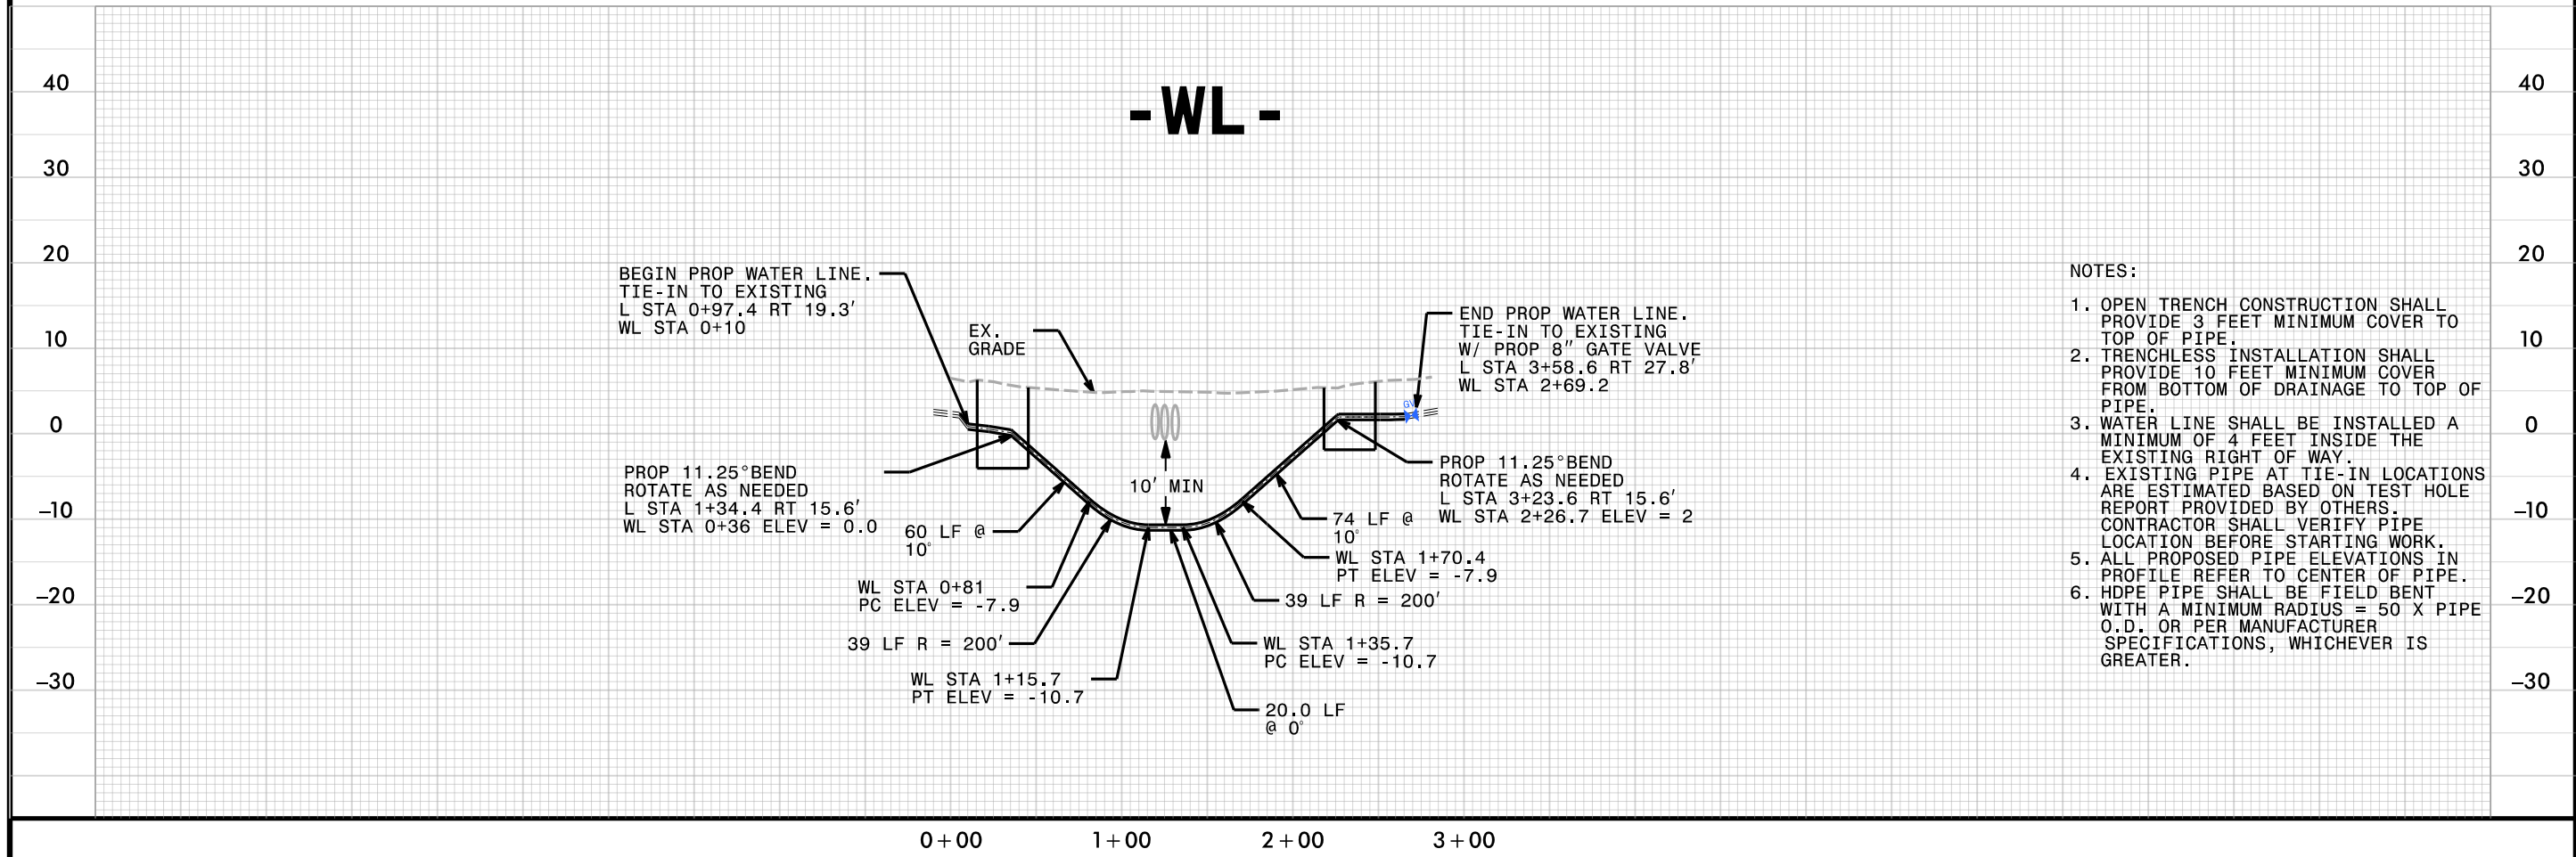 -WL-
40
30
20
10
0
–10
–20
–30
40
30
20
10
0
–10
–20
–30
BEGIN PROP WATER LINE.
TIE-IN TO EXISTING
L STA 0+97.4 RT 19.3'
WL STA 0+10
EX.
GRADE
END PROP WATER LINE.
TIE-IN TO EXISTING
W/ PROP 8" GATE VALVE
L STA 3+58.6 RT 27.8'
WL STA 2+69.2
GV
PROP 11.25°BEND
ROTATE AS NEEDED
L STA 1+34.4 RT 15.6'
WL STA 0+36 ELEV = 0.0
10' MIN
PROP 11.25°BEND
ROTATE AS NEEDED
L STA 3+23.6 RT 15.6'
WL STA 2+26.7 ELEV = 2
60 LF @
10°
74 LF @
10°
WL STA 0+81
PC ELEV = -7.9
WL STA 1+70.4
PT ELEV = -7.9
39 LF R = 200'
39 LF R = 200'
WL STA 1+15.7
PT ELEV = -10.7
WL STA 1+35.7
PC ELEV = -10.7
20.0 LF
@ 0°
NOTES:
1. OPEN TRENCH CONSTRUCTION SHALL
PROVIDE 3 FEET MINIMUM COVER TO
TOP OF PIPE.
2. TRENCHLESS INSTALLATION SHALL
PROVIDE 10 FEET MINIMUM COVER
FROM BOTTOM OF DRAINAGE TO TOP OF
PIPE.
3. WATER LINE SHALL BE INSTALLED A
MINIMUM OF 4 FEET INSIDE THE
EXISTING RIGHT OF WAY.
4. EXISTING PIPE AT TIE-IN LOCATIONS
ARE ESTIMATED BASED ON TEST HOLE
REPORT PROVIDED BY OTHERS.
CONTRACTOR SHALL VERIFY PIPE
LOCATION BEFORE STARTING WORK.
5. ALL PROPOSED PIPE ELEVATIONS IN
PROFILE REFER TO CENTER OF PIPE.
6. HDPE PIPE SHALL BE FIELD BENT
WITH A MINIMUM RADIUS = 50 X PIPE
O.D. OR PER MANUFACTURER
SPECIFICATIONS, WHICHEVER IS
GREATER.
0+00
1+00
2+00
3+00